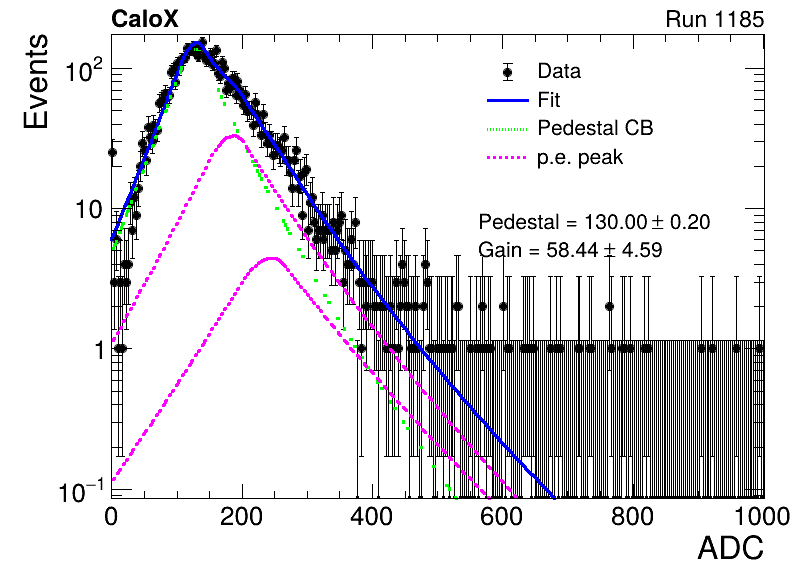 CaloX
Run 1185
Events
Data
Fit
Pedestal CB
p.e. peak
Pedestal = 130.00 ± 0.20
Gain = 58.44 ± 4.59
10²
10
1
10⁻¹
0 200 400 600 800 1000
ADC